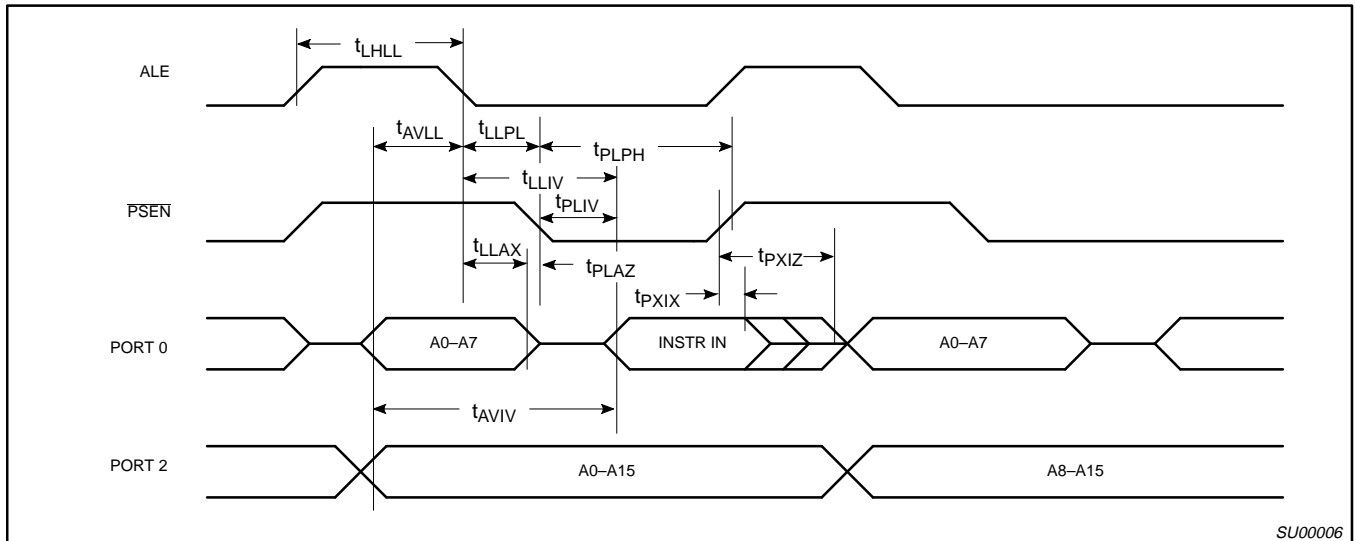 tLHLL
ALE
tAVLL tLLPL
tPLPH
tLLIV
PSEN
tPLIV
tLLAX
tPLAZ
tPXIZ
tPXIX
PORT 0 A0–A7 INSTR IN A0–A7
tAVIV
PORT 2 A0–A15 A8–A15
SU00006